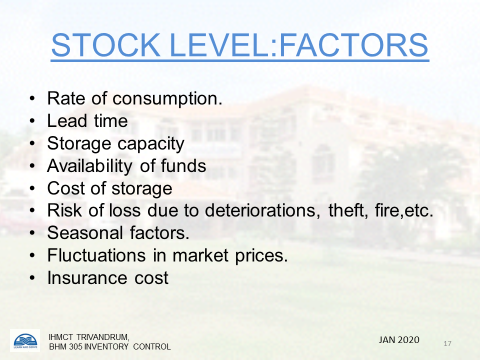 STOCK LEVEL:FACTORS
• Rate of consumption.
• Lead time
• Storage capacity
• Availability of funds
• Cost of storage
• Risk of loss due to deteriorations, theft, fire,etc.
• Seasonal factors.
• Fluctuations in market prices.
• Insurance cost
IHMCT TRIVANDRUM,
BHM 305 INVENTORY CONTROL
JAN 2020
17